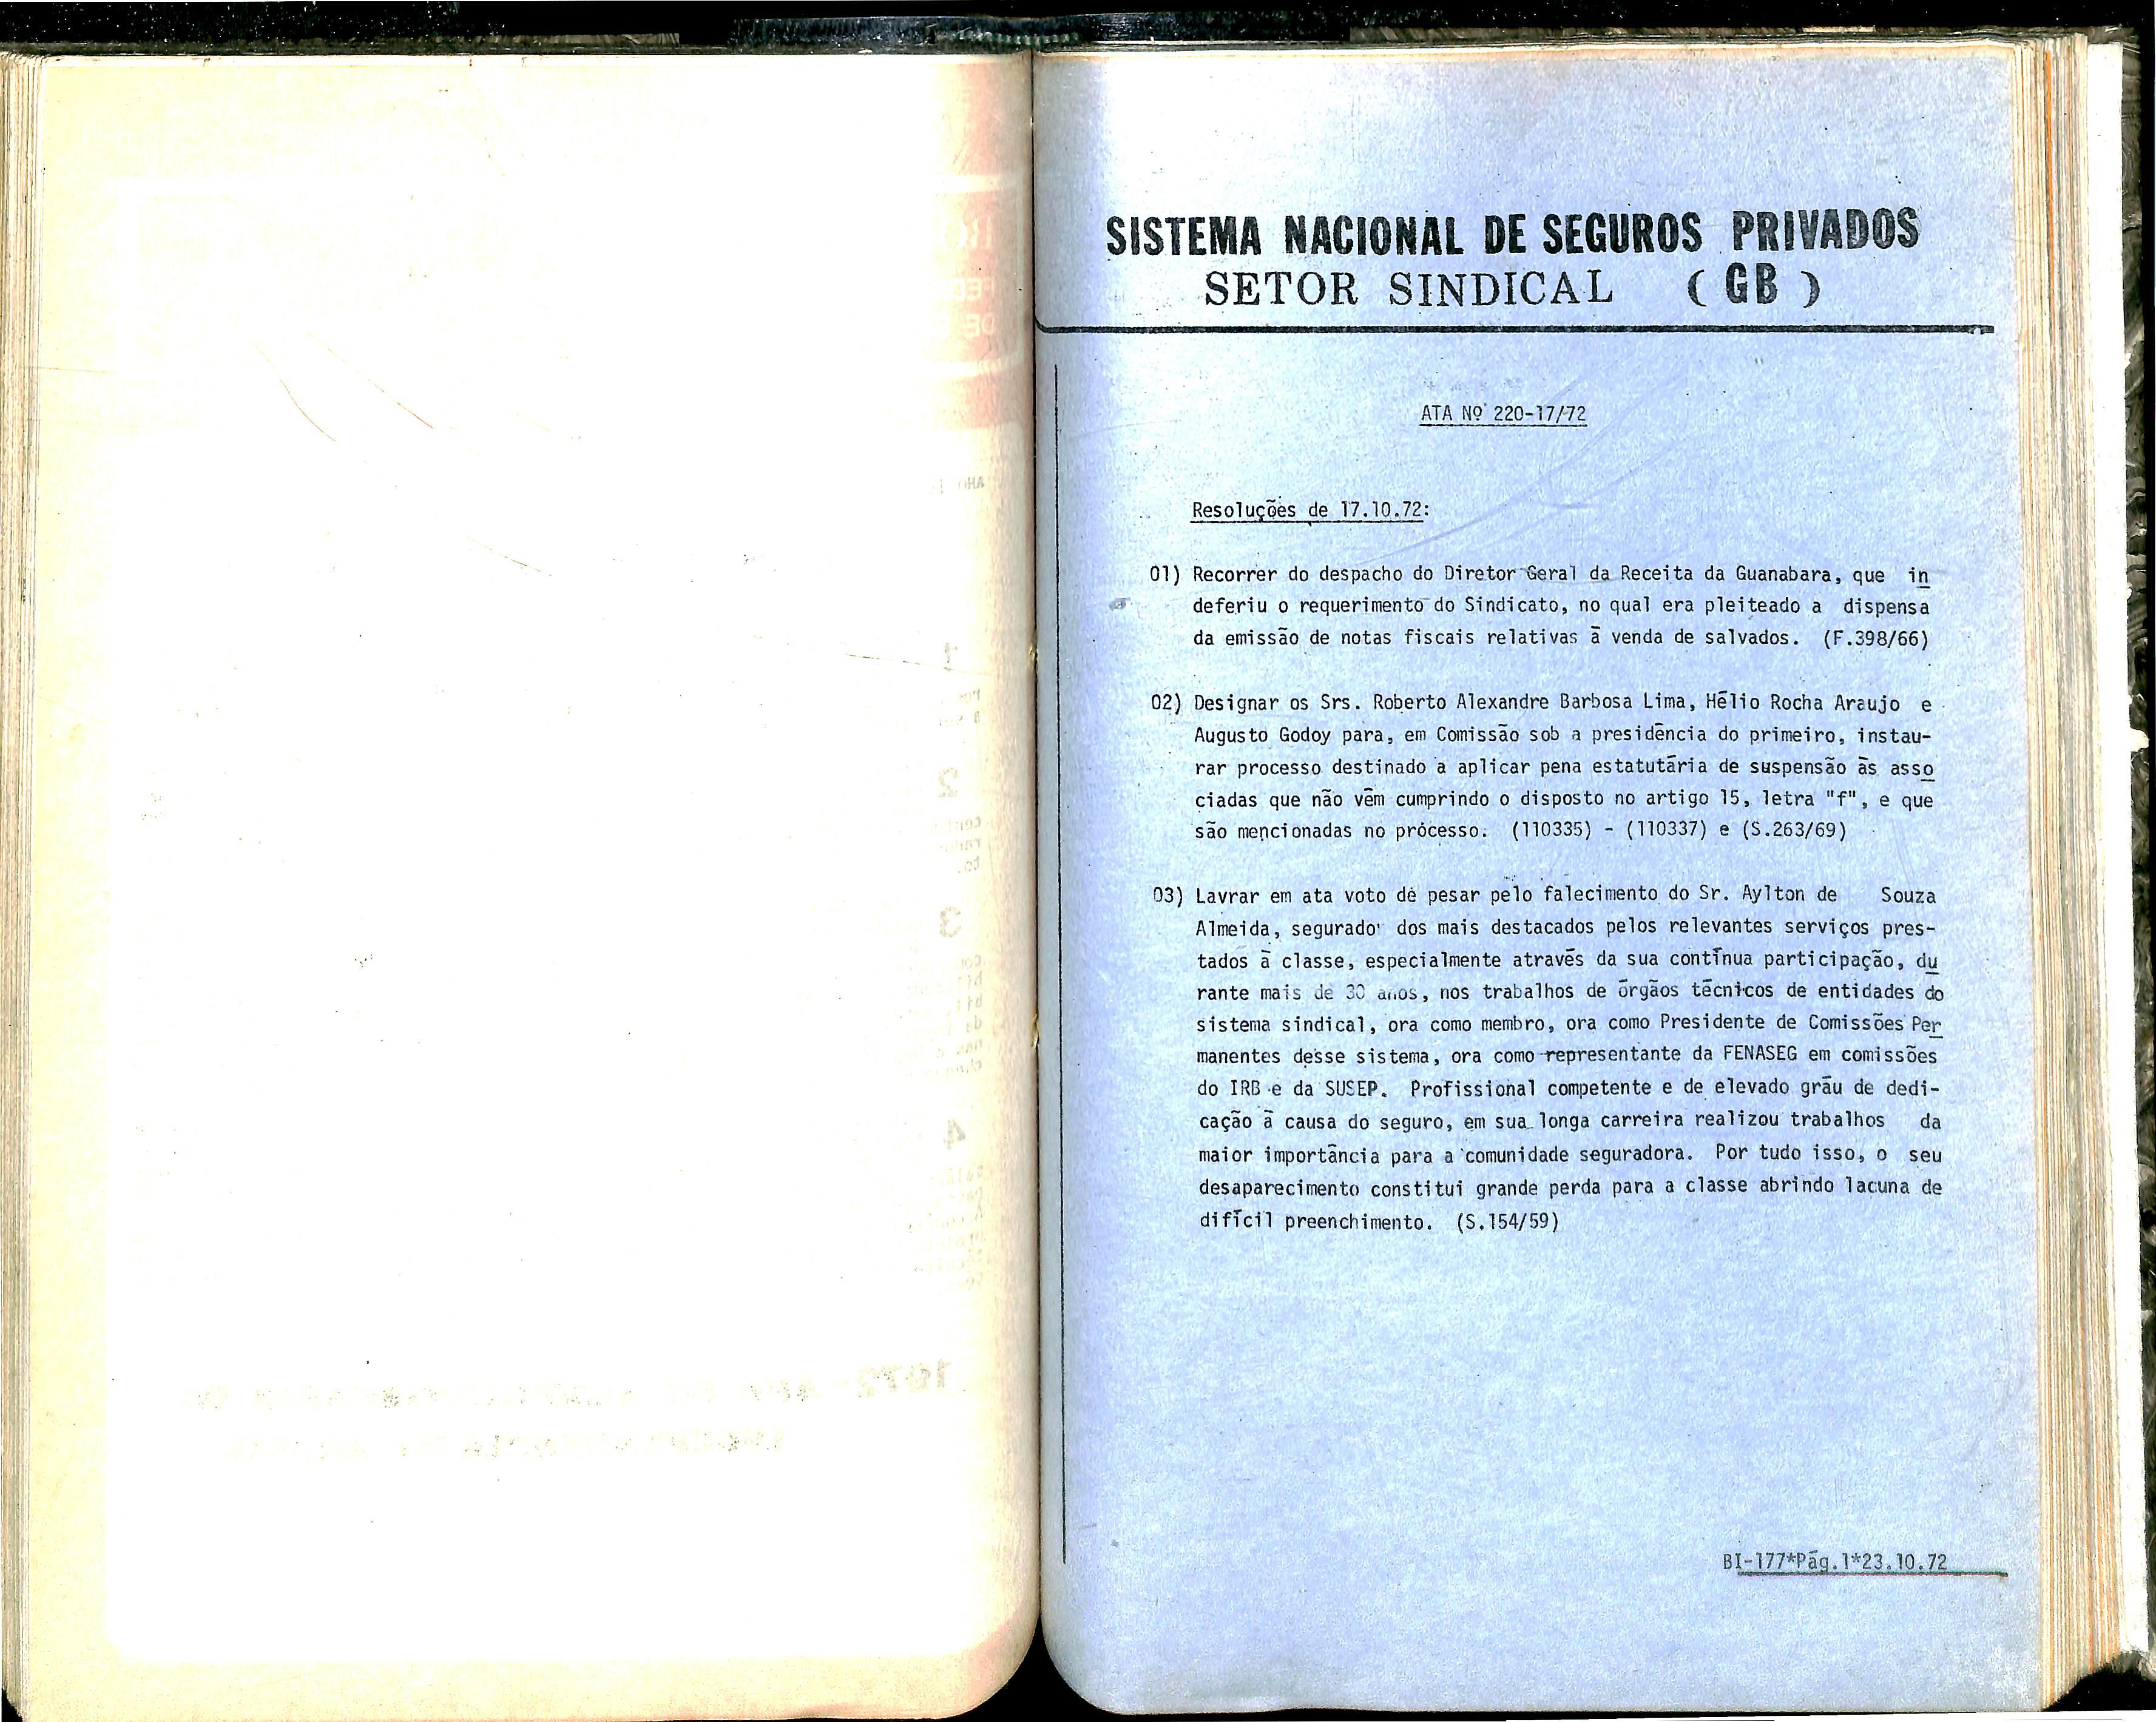 SISTEMA NACIONAL DE SEGUROS PRIVADOS
SETOR SINDICAL (GB)
ATA Nº 220-17/72
Resoluções de 17.10.72:
01) Recorrer do despacho do Diretor Geral da Receita da Guanabara, que in
deferiu o requerimento do Sindicato, no qual era pleiteado a dispensa
da emissão de notas fiscais relativas à venda de salvados. (F.398/66)
02) Designar os Srs. Roberto Alexandre Barbosa Lima, Hélio Rocha Araujo e
Augusto Godoy para, em Comissão sob a presidência do primeiro, instau-
rar processo destinado a aplicar pena estatutária de suspensão às asso
ciadas que não vêm cumprindo o disposto no artigo 15, letra "f", e que
são mencionadas no processo. (110335) - (110337) e (S.263/69)
03) Lavrar em ata voto de pesar pelo falecimento do Sr. Aylton de Souza
Almeida, segurado dos mais destacados pelos relevantes serviços pres-
tados à classe, especialmente através da sua contínua participação, du
rante mais de 30 anos, nos trabalhos de órgãos técnicos de entidades do
sistema sindical, ora como membro, ora como Presidente de Comissões Per
manentes desse sistema, ora como representante da FENASEG em comissões
do IRB e da SUSEP. Profissional competente e de elevado gráu de dedi-
cação à causa do seguro, em sua longa carreira realizou trabalhos da
maior importância para a comunidade seguradora. Por tudo isso, o seu
desaparecimento constitui grande perda para a classe abrindo lacuna de
difícil preenchimento. (S.154/59)
BI-177*Pág.1*23.10.72